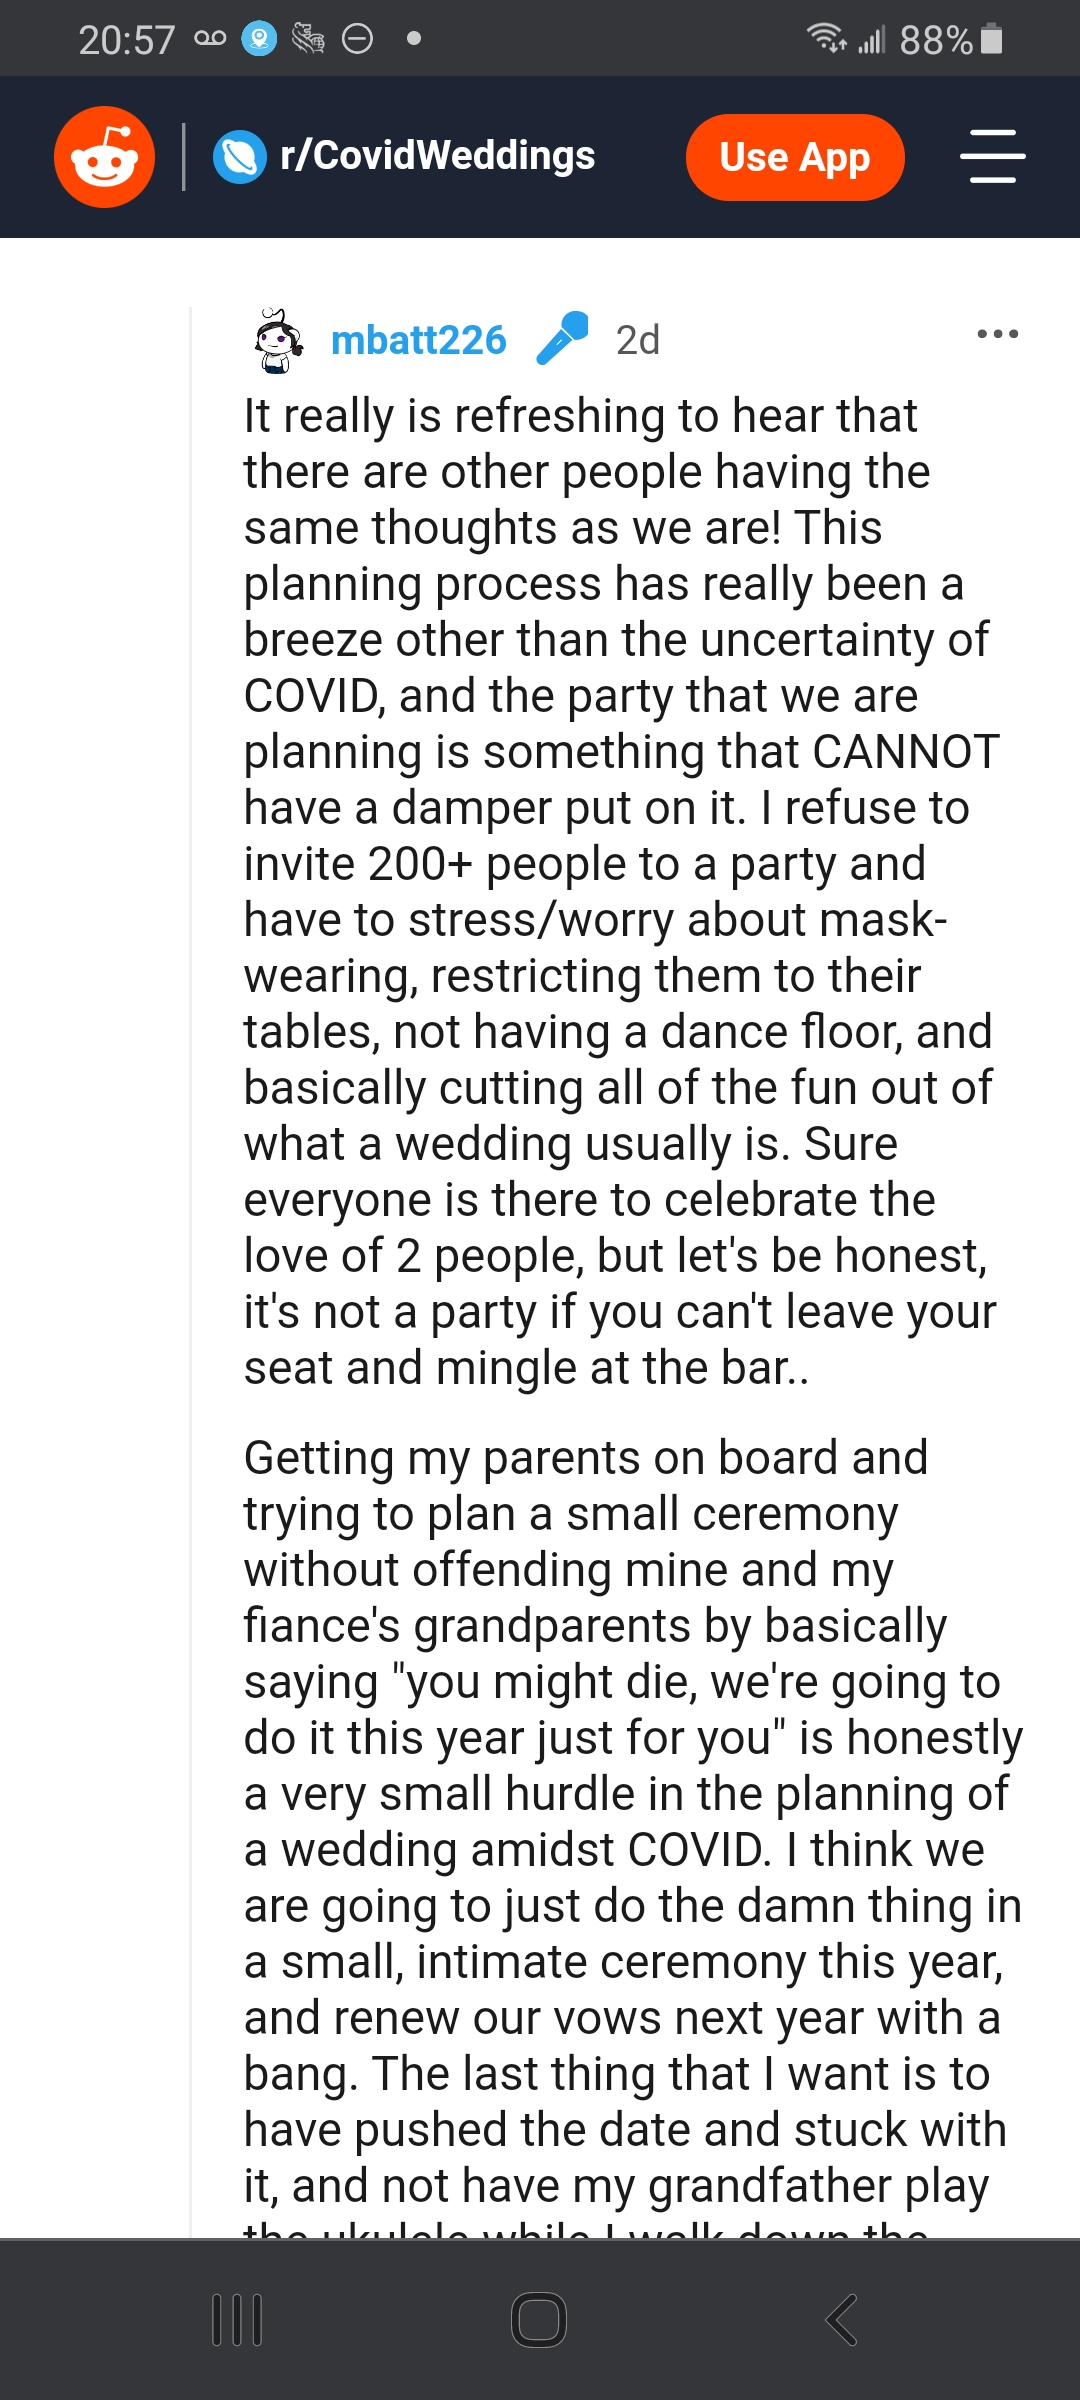 20:57
88%
r/CovidWeddings
Use App
mbatt226
2d
It really is refreshing to hear that
there are other people having the
same thoughts as we are! This
planning process has really been a
breeze other than the uncertainty of
COVID, and the party that we are
planning is something that CANNOT
have a damper put on it. I refuse to
invite 200+ people to a party and
have to stress/worry about mask-
wearing, restricting them to their
tables, not having a dance floor, and
basically cutting all of the fun out of
what a wedding usually is. Sure
everyone is there to celebrate the
love of 2 people, but let's be honest,
it's not a party if you can't leave your
seat and mingle at the bar..
Getting my parents on board and
trying to plan a small ceremony
without offending mine and my
fiance's grandparents by basically
saying "you might die, we're going to
do it this year just for you" is honestly
a very small hurdle in the planning of
a wedding amidst COVID. I think we
are going to just do the damn thing in
a small, intimate ceremony this year,
and renew our vows next year with a
bang. The last thing that I want is to
have pushed the date and stuck with
it, and not have my grandfather play
the ukulele while I walk down the